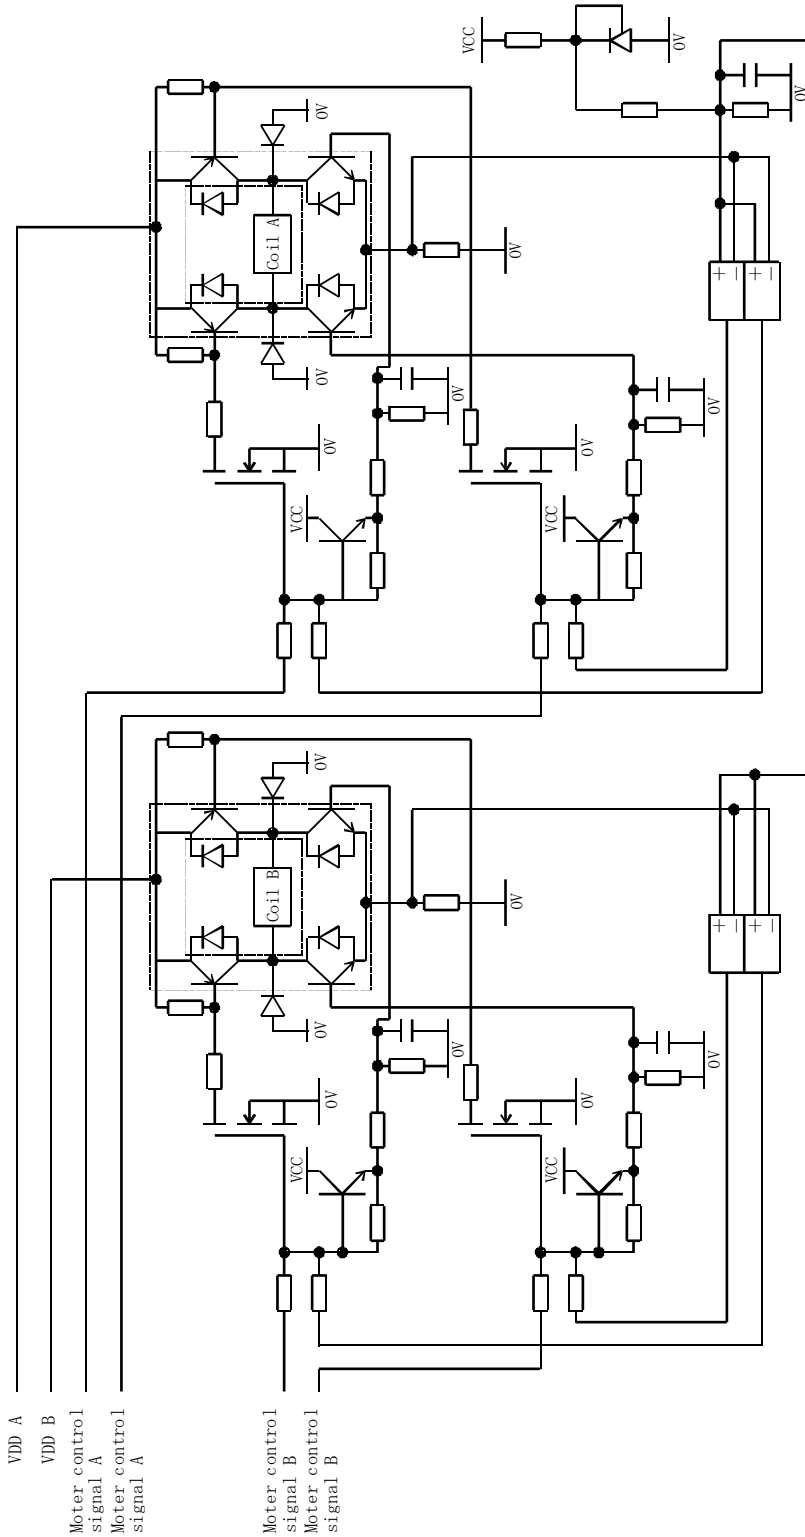 VDD A
VDD B
Moter control
signal A
Moter control
signal A
Moter control
signal B
Moter control
signal B
Coil B
Coil A
VCC
VCC
0V
0V
0V
0V
0V
0V
0V
0V
VCC
0V
0V
VCC
VCC
0V
0V
0V
0V
0V
+
−
+
−
+
−
+
−
0V